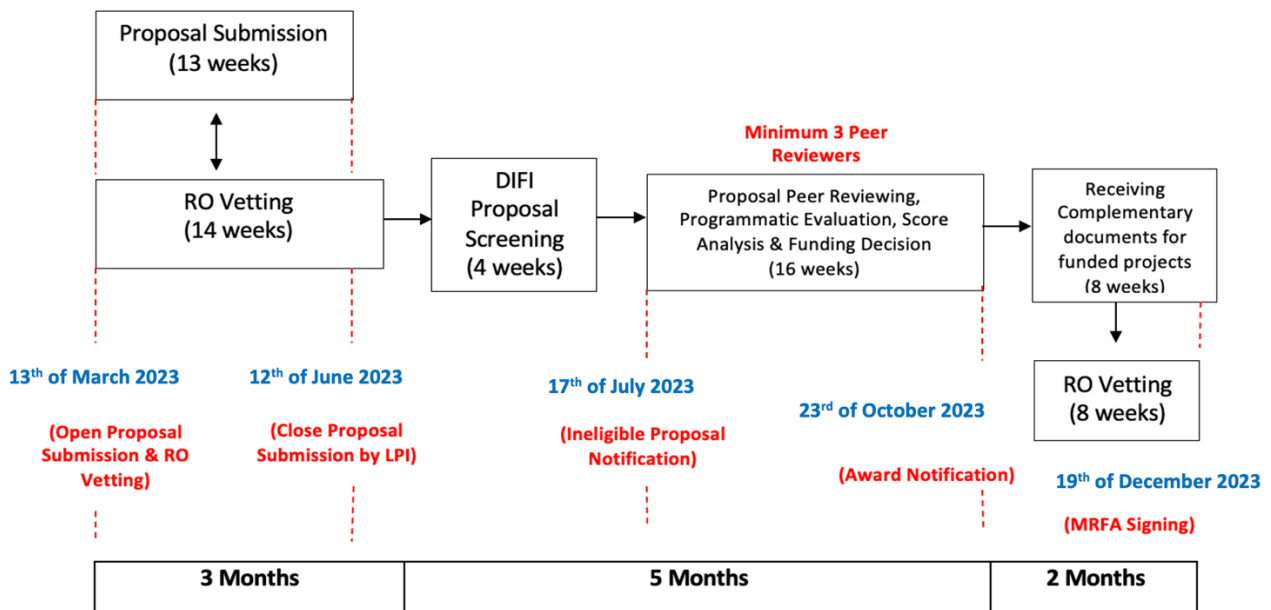 Proposal Submission
(13 weeks)
RO Vetting
(14 weeks)
DIFI
Proposal
Screening
(4 weeks)
Minimum 3 Peer
Reviewers
Proposal Peer Reviewing,
Programmatic Evaluation, Score
Analysis & Funding Decision
(16 weeks)
Receiving
Complementary
documents for
funded projects
(8 weeks)
RO Vetting
(8 weeks)
13th of March 2023
(Open Proposal
Submission & RO
Vetting)
12th of June 2023
(Close Proposal
Submission by LPI)
17th of July 2023
(Ineligible Proposal
Notification)
23rd of October 2023
(Award Notification)
19th of December 2023
(MRFA Signing)
3 Months
5 Months
2 Months